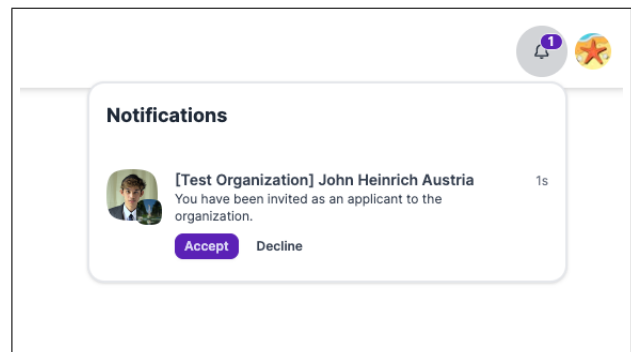 1
Notifications
[Test Organization] John Heinrich Austria
1s
You have been invited as an applicant to the
organization.
Accept
Decline